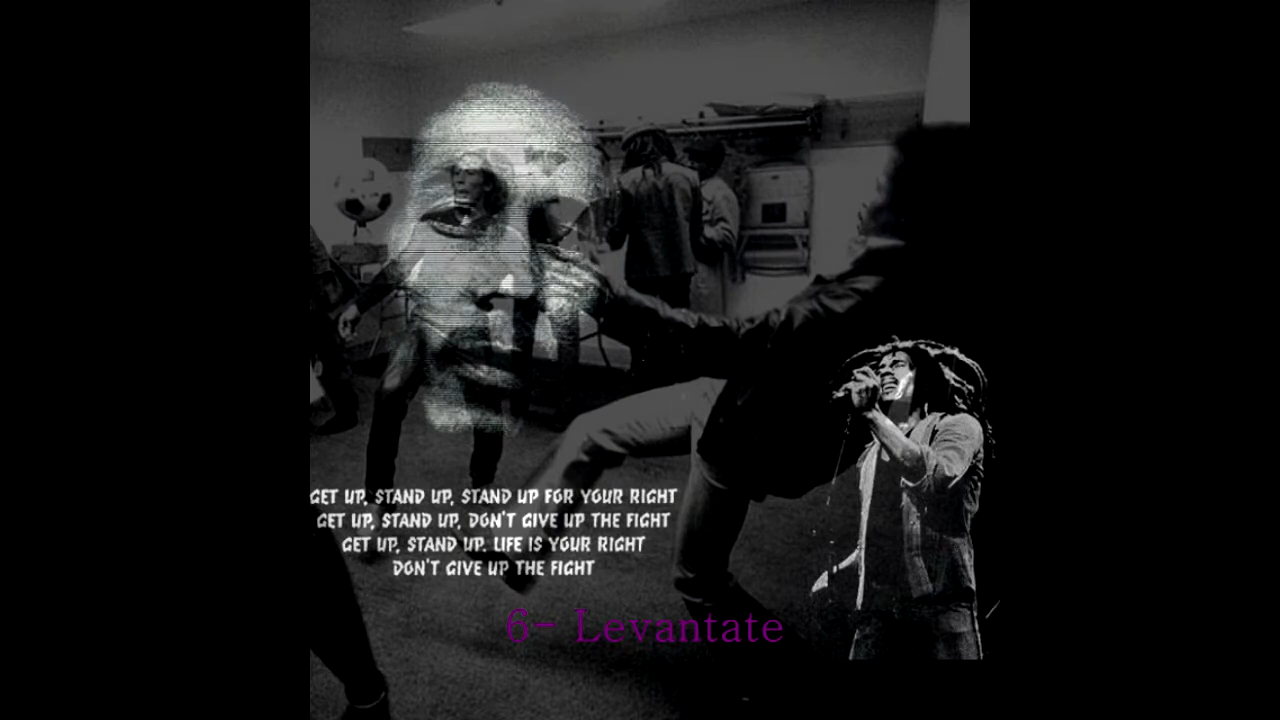 GET UP, STAND UP, STAND UP FOR YOUR RIGHT
GET UP, STAND UP, DON'T GIVE UP THE FIGHT
GET UP, STAND UP. LIFE IS YOUR RIGHT
DON'T GIVE UP THE FIGHT
6- Levantate